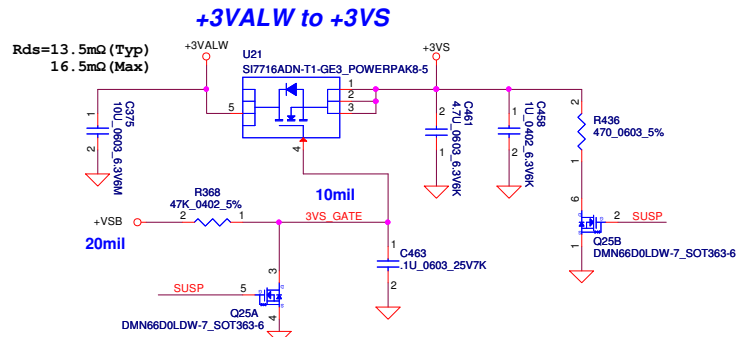 +3VALW to +3VS
Rds=13.5mΩ(Typ)
16.5mΩ(Max)
+3VALW
U21
SI7716ADN-T1-GE3_POWERPAK8-5
+3VS
5
1
2
3
4
1
2
C375
10U_0603_6.3V6M
2
1
C461
4.7U_0603_6.3V6K
1
2
C458
1U_0402_6.3V6K
2
R436
470_0603_5%
1
R368
47K_0402_5%
10mil
+VSB
2
1
3VS_GATE
20mil
6
2
SUSP
1
Q25B
DMN66D0LDW-7_SOT363-6
1
C463
.1U_0603_25V7K
2
3
SUSP
5
4
Q25A
DMN66D0LDW-7_SOT363-6